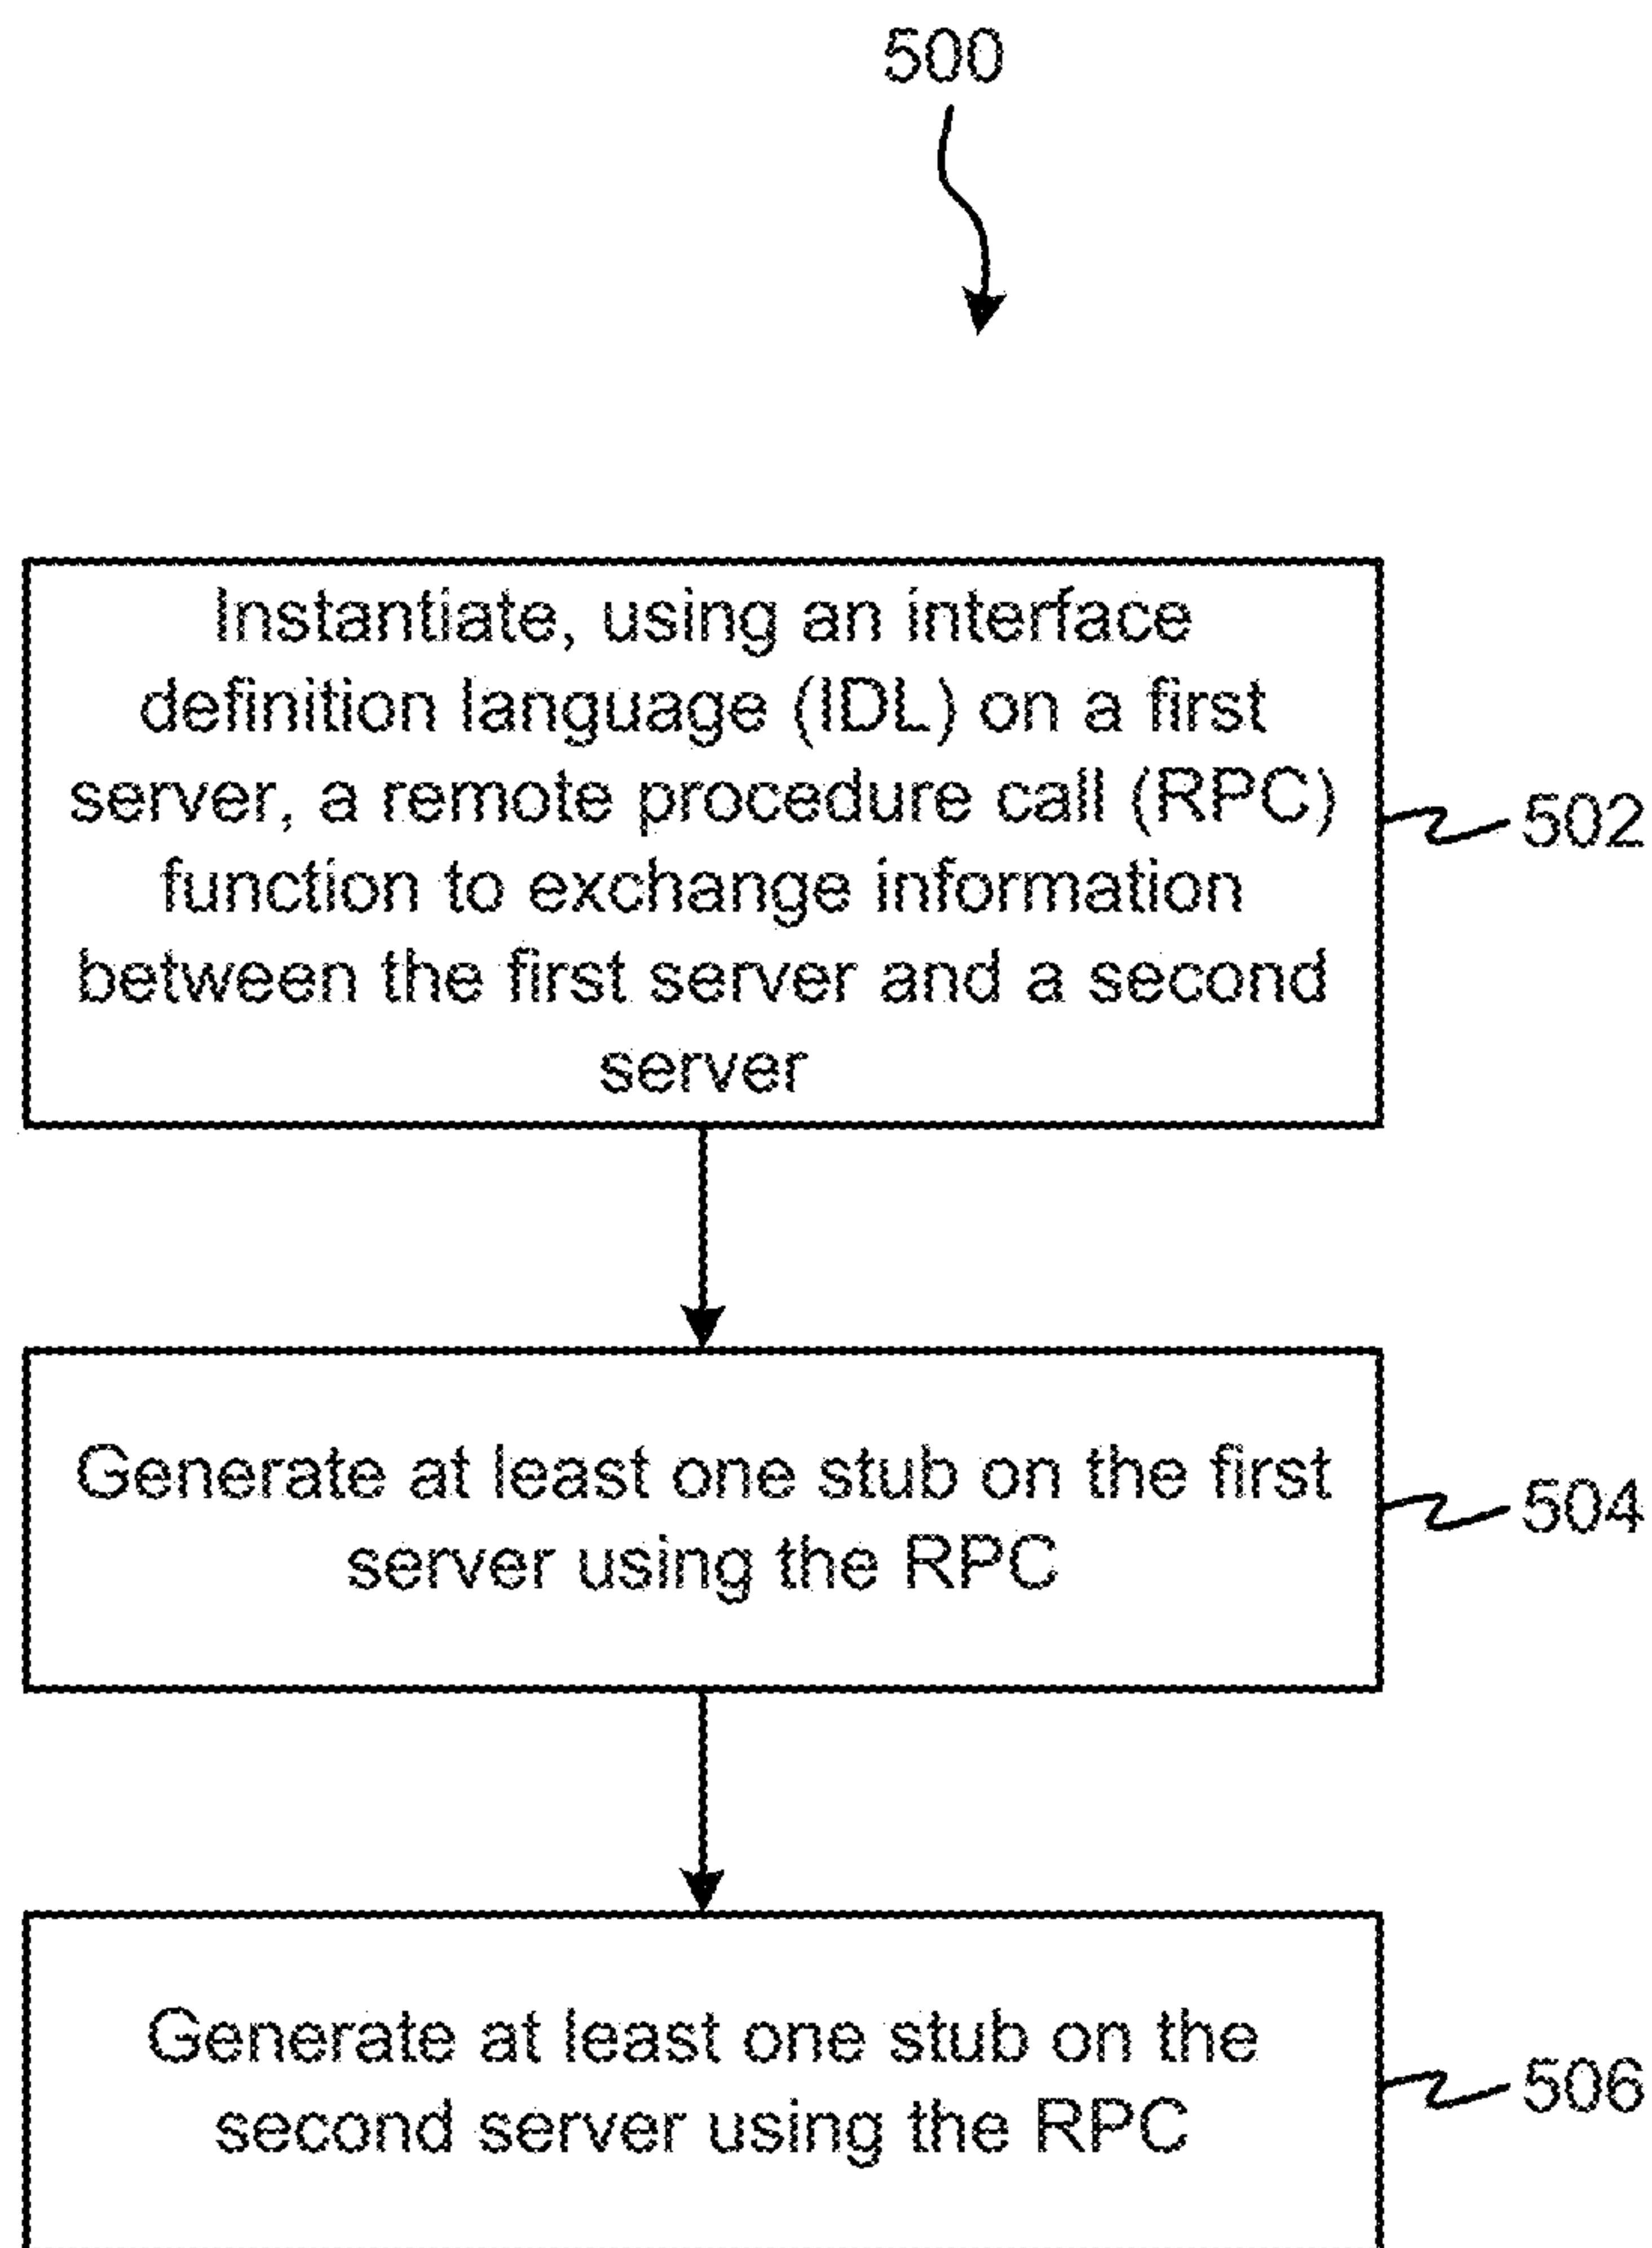 500
Instantiate, using an interface
definition language (IDL) on a first
server, a remote procedure call (RPC)
function to exchange information
between the first server and a second
server
502
Generate at least one stub on the first
server using the RPC
504
Generate at least one stub on the
second server using the RPC
506